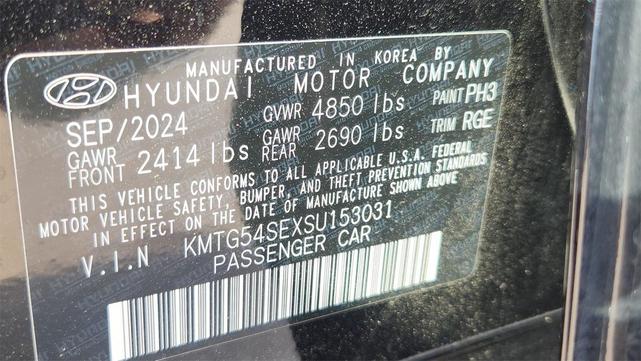 MANUFACTURED IN KOREA BY
HYUNDAI MOTOR COMPANY
SEP/2024 GVWR 4850 lbs PAINT PH3
GAWR FRONT 2414 lbs GAWR REAR 2690 lbs TRIM RGE
THIS VEHICLE CONFORMS TO ALL APPLICABLE U.S.A. FEDERAL
MOTOR VEHICLE SAFETY, BUMPER, AND THEFT PREVENTION STANDARDS
IN EFFECT ON THE DATE OF MANUFACTURE SHOWN ABOVE
V.I.N KMTG54SEXSU153031
PASSENGER CAR